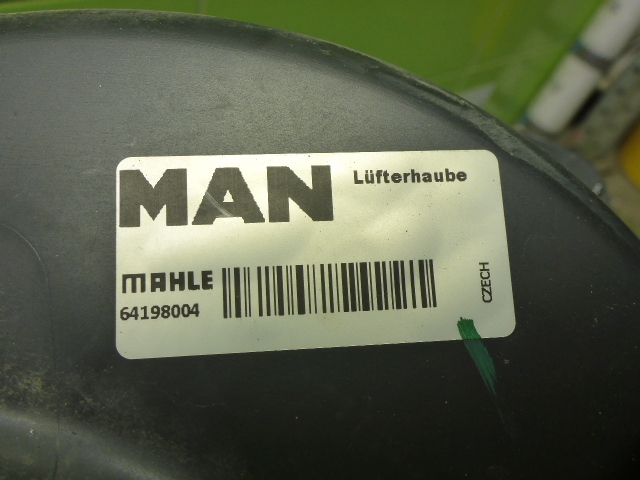 MAN Lüfterhaube
MAHLE
64198004
CZECH